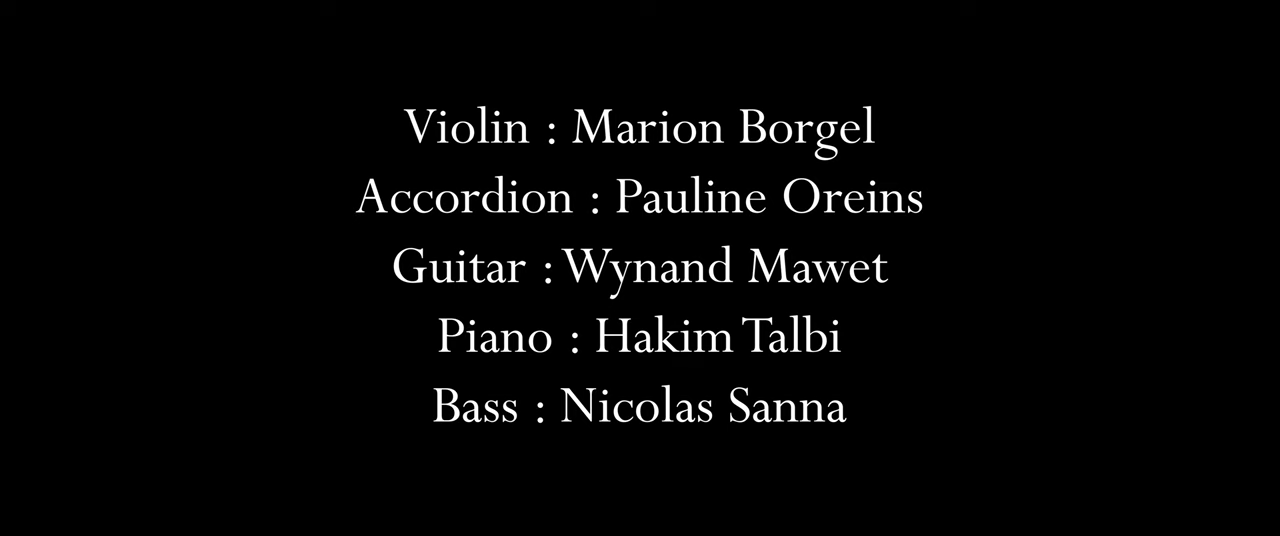 Violin : Marion Borgel
Accordion : Pauline Oreins
Guitar : Wynand Mawet
Piano : Hakim Talbi
Bass : Nicolas Sanna